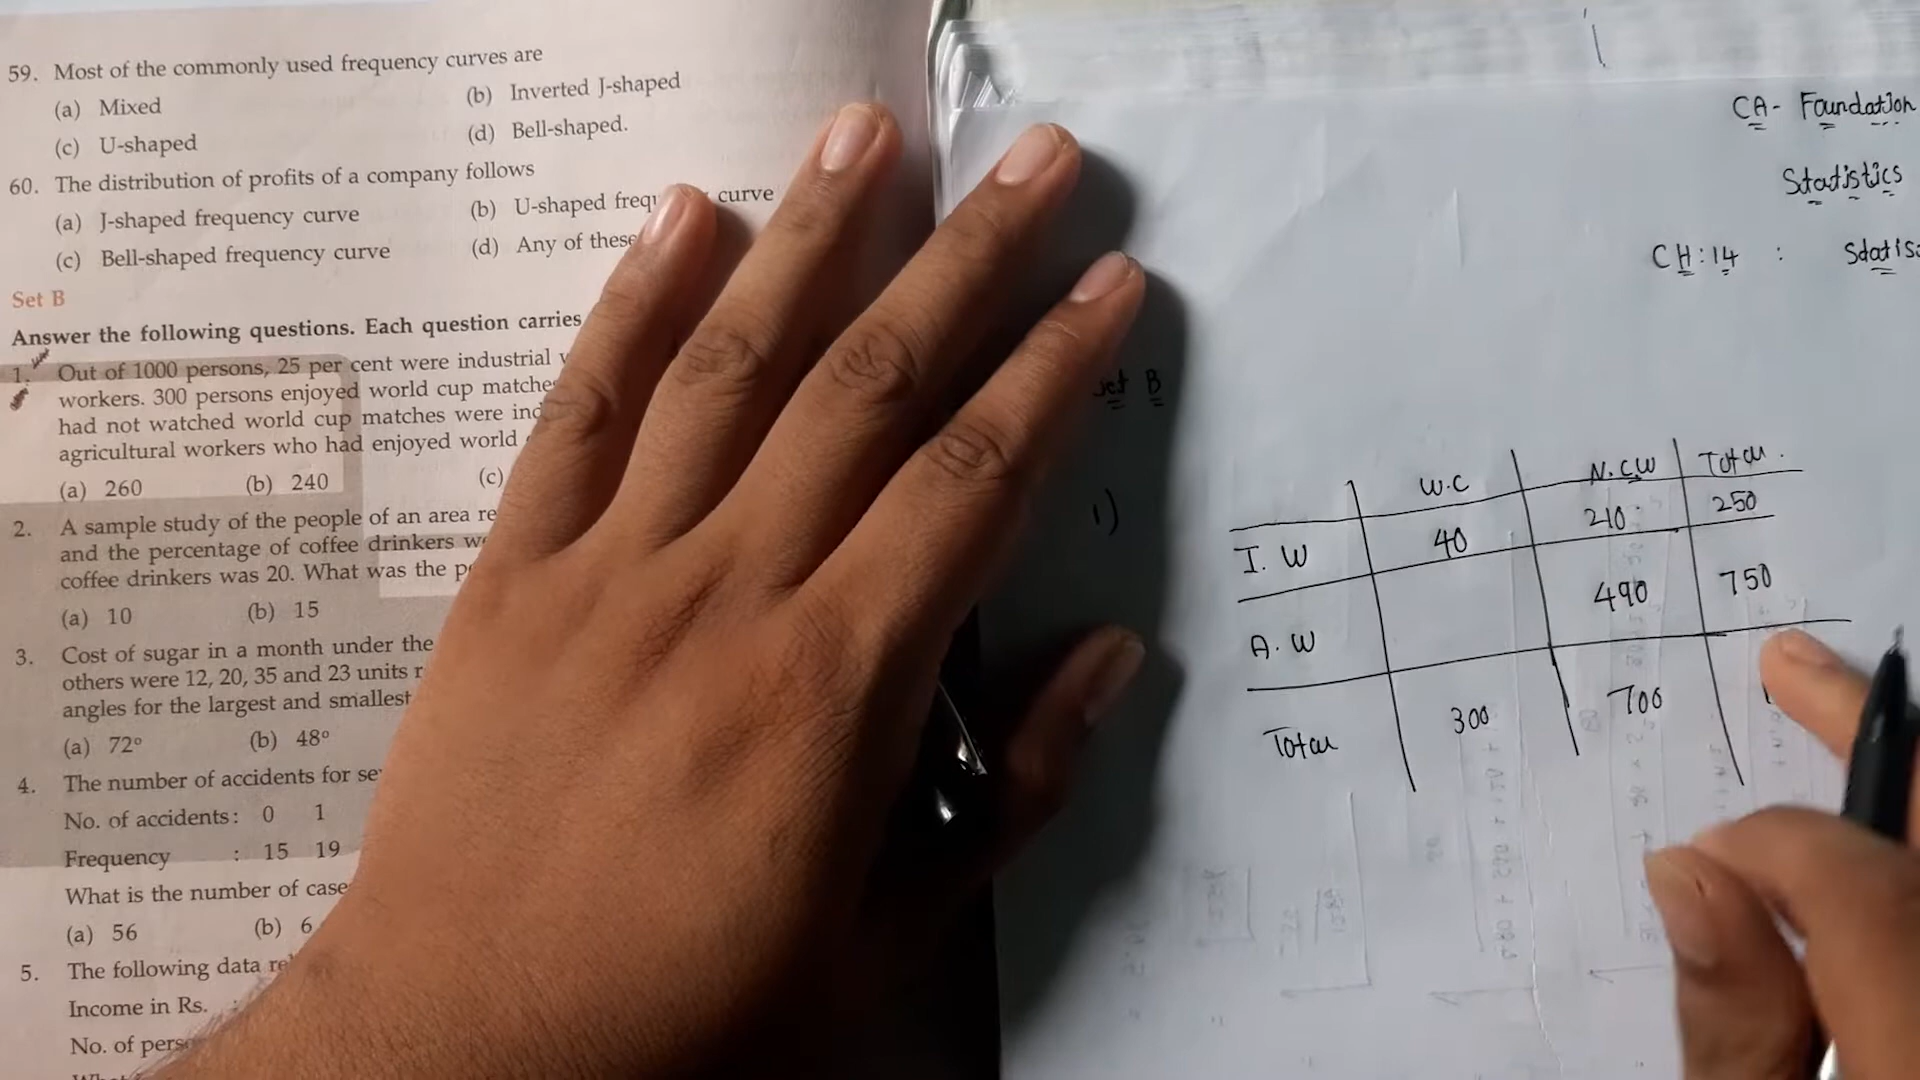 59. Most of the commonly used frequency curves are
(a) Mixed (b) Inverted J-shaped
(c) U-shaped (d) Bell-shaped.
60. The distribution of profits of a company follows
(a) J-shaped frequency curve (b) U-shaped curve
(c) Bell-shaped frequency curve (d) Any of these
Set B
Answer the following questions. Each question carries
1. Out of 1000 persons, 25 per cent were industrial
workers. 300 persons enjoyed world cup
had not watched world cup matches were
agricultural workers who had enjoyed world
(a) 260 (b) 240 (c)
2. A sample study of the people of an area
and the percentage of coffee drinkers
coffee drinkers was 20. What was the
(a) 10 (b) 15
3. Cost of sugar in a month under the
others were 12, 20, 35 and 23 units
angles for the largest and smallest
(a) 72° (b) 48°
4. The number of accidents for
No. of accidents: 0 1
Frequency : 15 19
What is the number of
(a) 56 (b) 6
5. The following data
Income in Rs.
No. of
CA- Foundation
Statistics
CH:14 :
Set B
1)
W.C N.CW Total.
I.W 40 210 250
A.W 490 750
Total 300 700